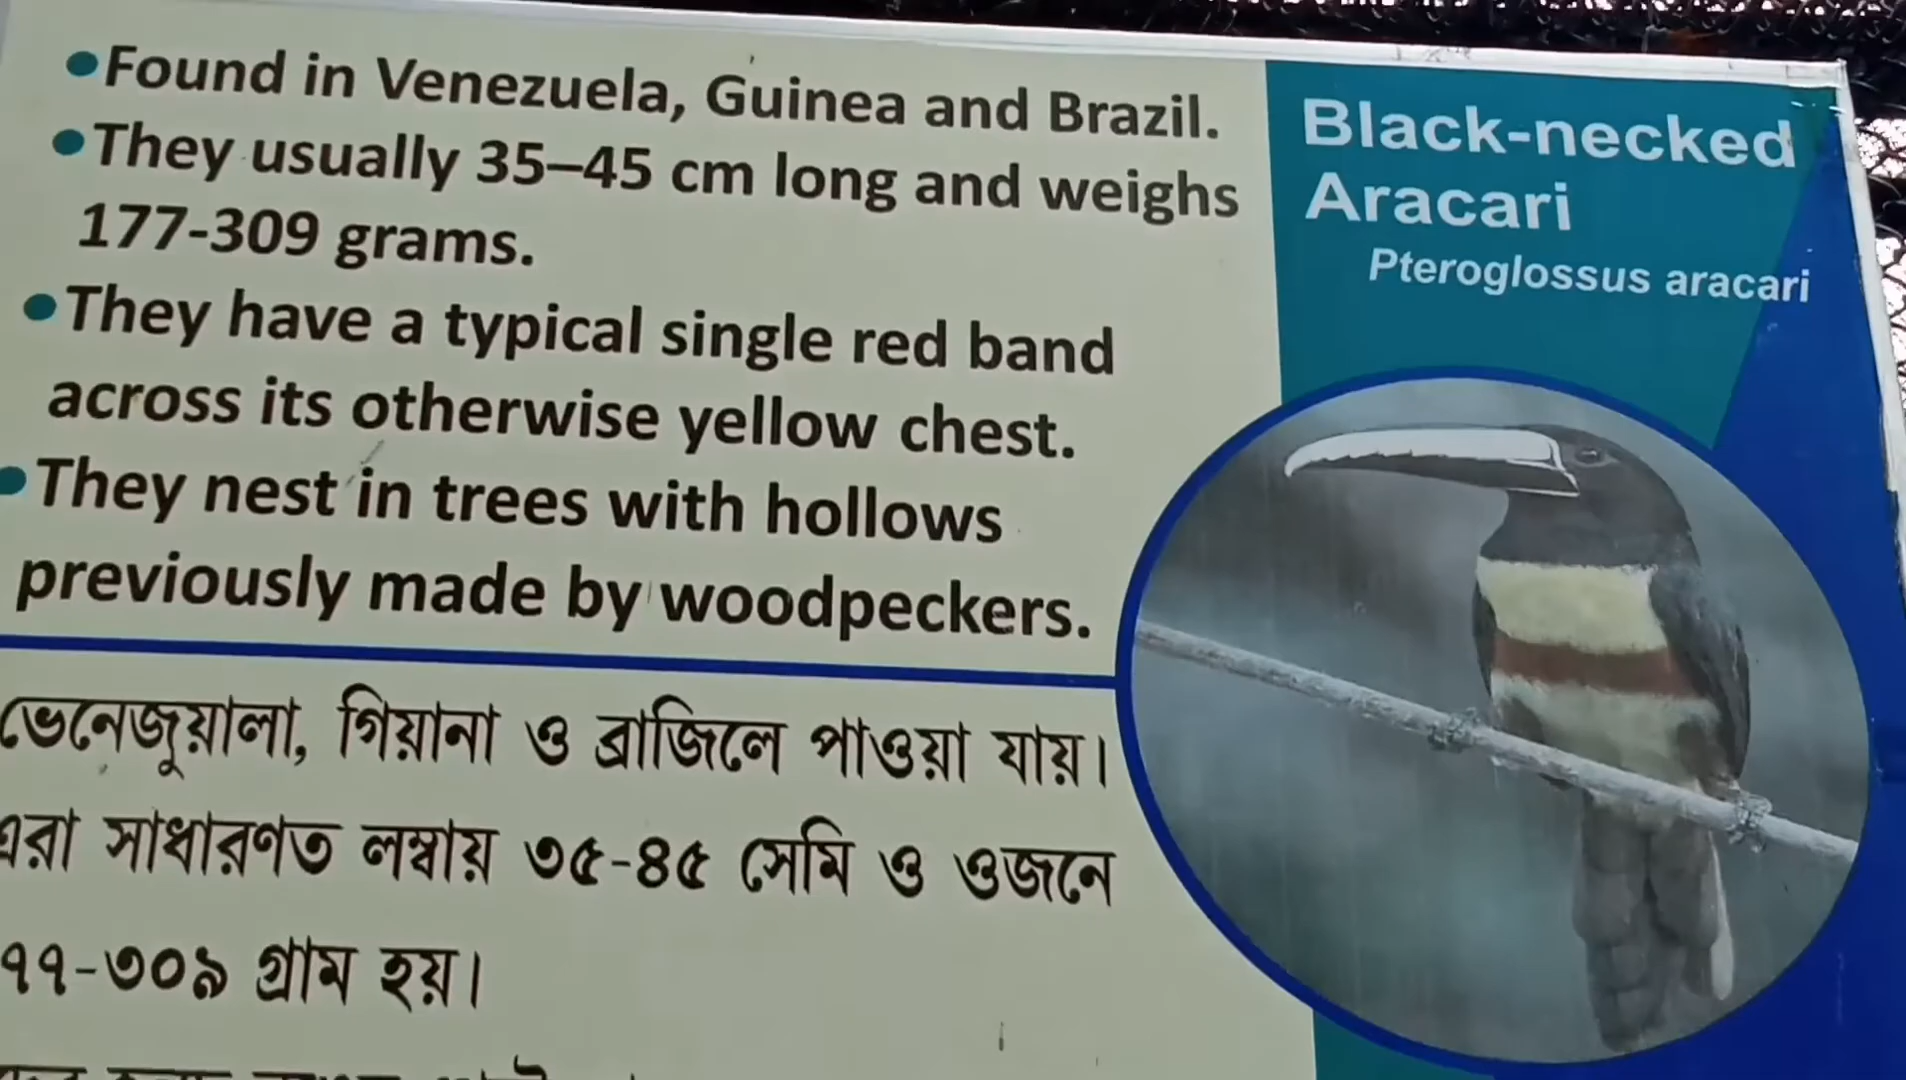 •Found in Venezuela, Guinea and Brazil.
•They usually 35–45 cm long and weighs
177-309 grams.
•They have a typical single red band
across its otherwise yellow chest.
•They nest in trees with hollows
previously made by woodpeckers.
Black-necked
Aracari
Pteroglossus aracari
ভেনেজুয়ালা, গিয়ানা ও ব্রাজিলে পাওয়া যায়।
এরা সাধারণত লম্বায় ৩৫-৪৫ সেমি ও ওজনে
৭৭-৩০৯ গ্রাম হয়।